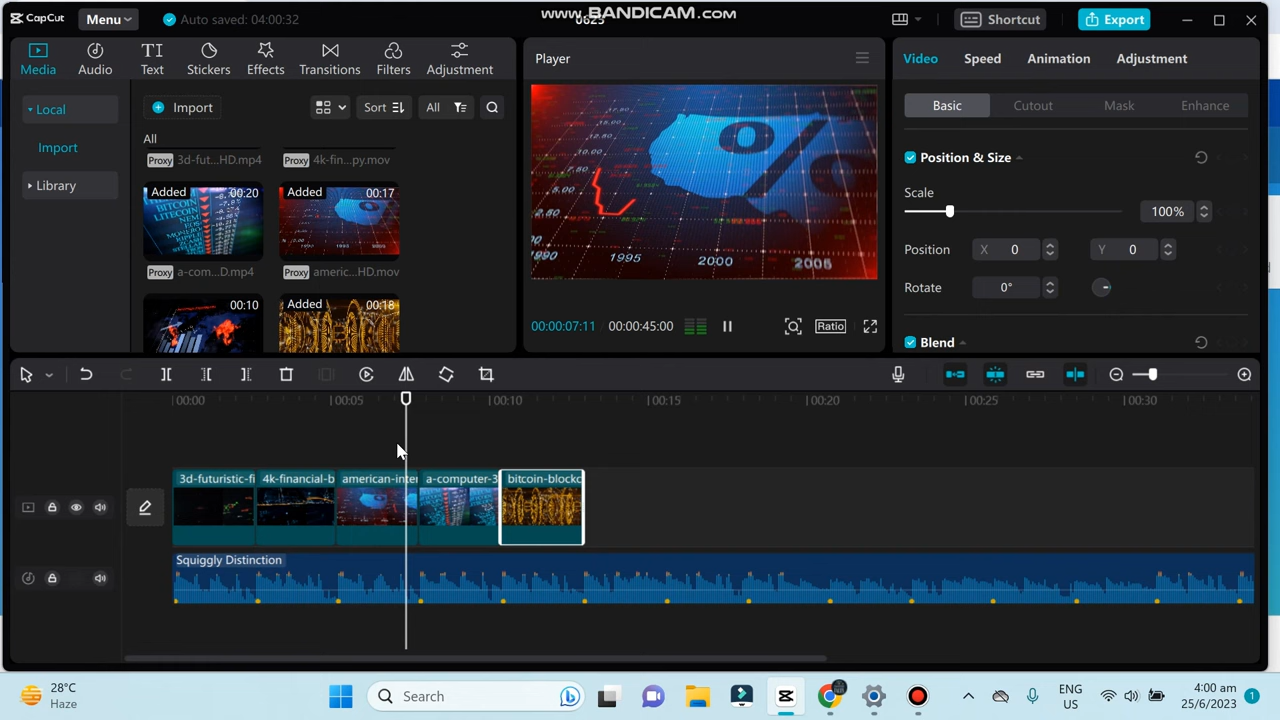 CapCut
Menu
Auto saved: 04:00:32
www.BANDICAM.com
Shortcut
Export
Media
Audio
Text
Stickers
Effects
Transitions
Filters
Adjustment
Local
Import
Library
Import
Sort
All
All
Proxy 3d-fut...HD.mp4
Proxy 4k-fin...py.mov
Added 00:20
Added 00:17
Proxy a-com...D.mp4
Proxy americ...HD.mov
00:10
Added 00:18
Player
1990 1995 2000 2005
00:00:07:11 00:00:45:00
Ratio
Video Speed Animation Adjustment
Basic Cutout Mask Enhance
Position & Size
Scale
100%
Position X 0 Y 0
Rotate 0°
Blend
00:00 00:05 00:10 00:15 00:20 00:25 00:30
3d-futuristic-fi 4k-financial-b american-inter a-computer-3 bitcoin-blockc
Squiggly Distinction
28°C
Haze
Search
ENG
US
4:00 am
25/6/2023
1